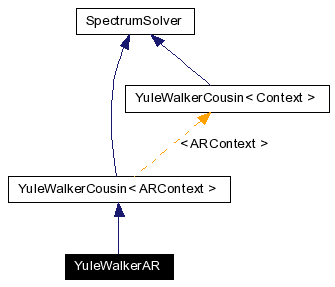 SpectrumSolver
YuleWalkerCousin< Context >
< ARContext >
YuleWalkerCousin< ARContext >
YuleWalkerAR